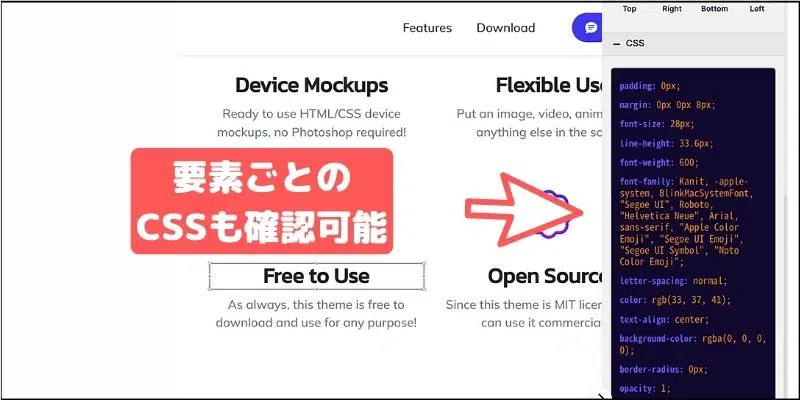 Features Download
Top Right Bottom Left
CSS
Device Mockups
Ready to use HTML/CSS device
mockups, no Photoshop required!
Flexible Use
Put an image, video, anim
anything else in the sc
要素ごとの
CSSも確認可能
Free to Use
As always, this theme is free to
download and use for any purpose!
Open Source
Since this theme is MIT licen
can use it commercia
padding: 0px;
margin: 0px 0px 8px;
font-size: 28px;
line-height: 33.6px;
font-weight: 600;
font-family: Kanit, -apple-
system, BlinkMacSystemFont,
"Segoe UI", Roboto,
"Helvetica Neue", Arial,
sans-serif, "Apple Color
Emoji", "Segoe UI Emoji",
"Segoe UI Symbol", "Noto
Color Emoji";
letter-spacing: normal;
color: rgb(33, 37, 41);
text-align: center;
background-color: rgba(0, 0, 0,
0);
border-radius: 0px;
opacity: 1;